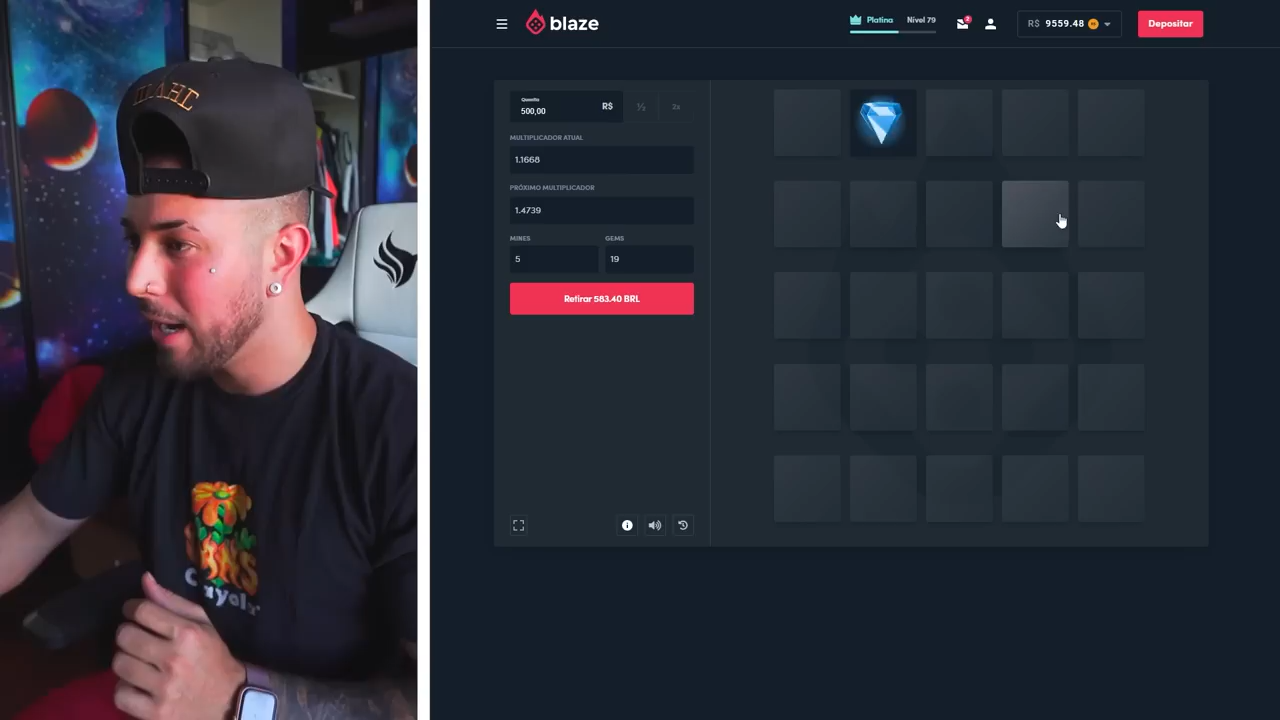 blaze
Platina
Nível 79
2
R$ 9559.48
Depositar
Quantia
500,00
R$
½
2x
MULTIPLICADOR ATUAL
1.1668
PRÓXIMO MULTIPLICADOR
1.4739
MINES
GEMS
5
19
Retirar 583.40 BRL